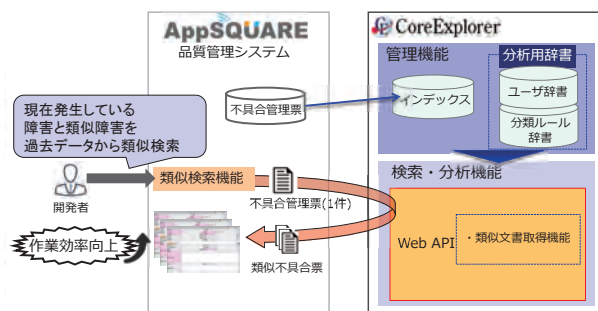 AppSQUARE
品質管理システム
不具合管理票
現在発生している
障害と類似障害を
過去データから類似検索
開発者
類似検索機能
不具合管理票(1件)
作業効率向上
類似不具合票
CoreExplorer
管理機能
インデックス
分析用辞書
ユーザ辞書
分類ルール
辞書
検索・分析機能
Web API
・類似文書取得機能